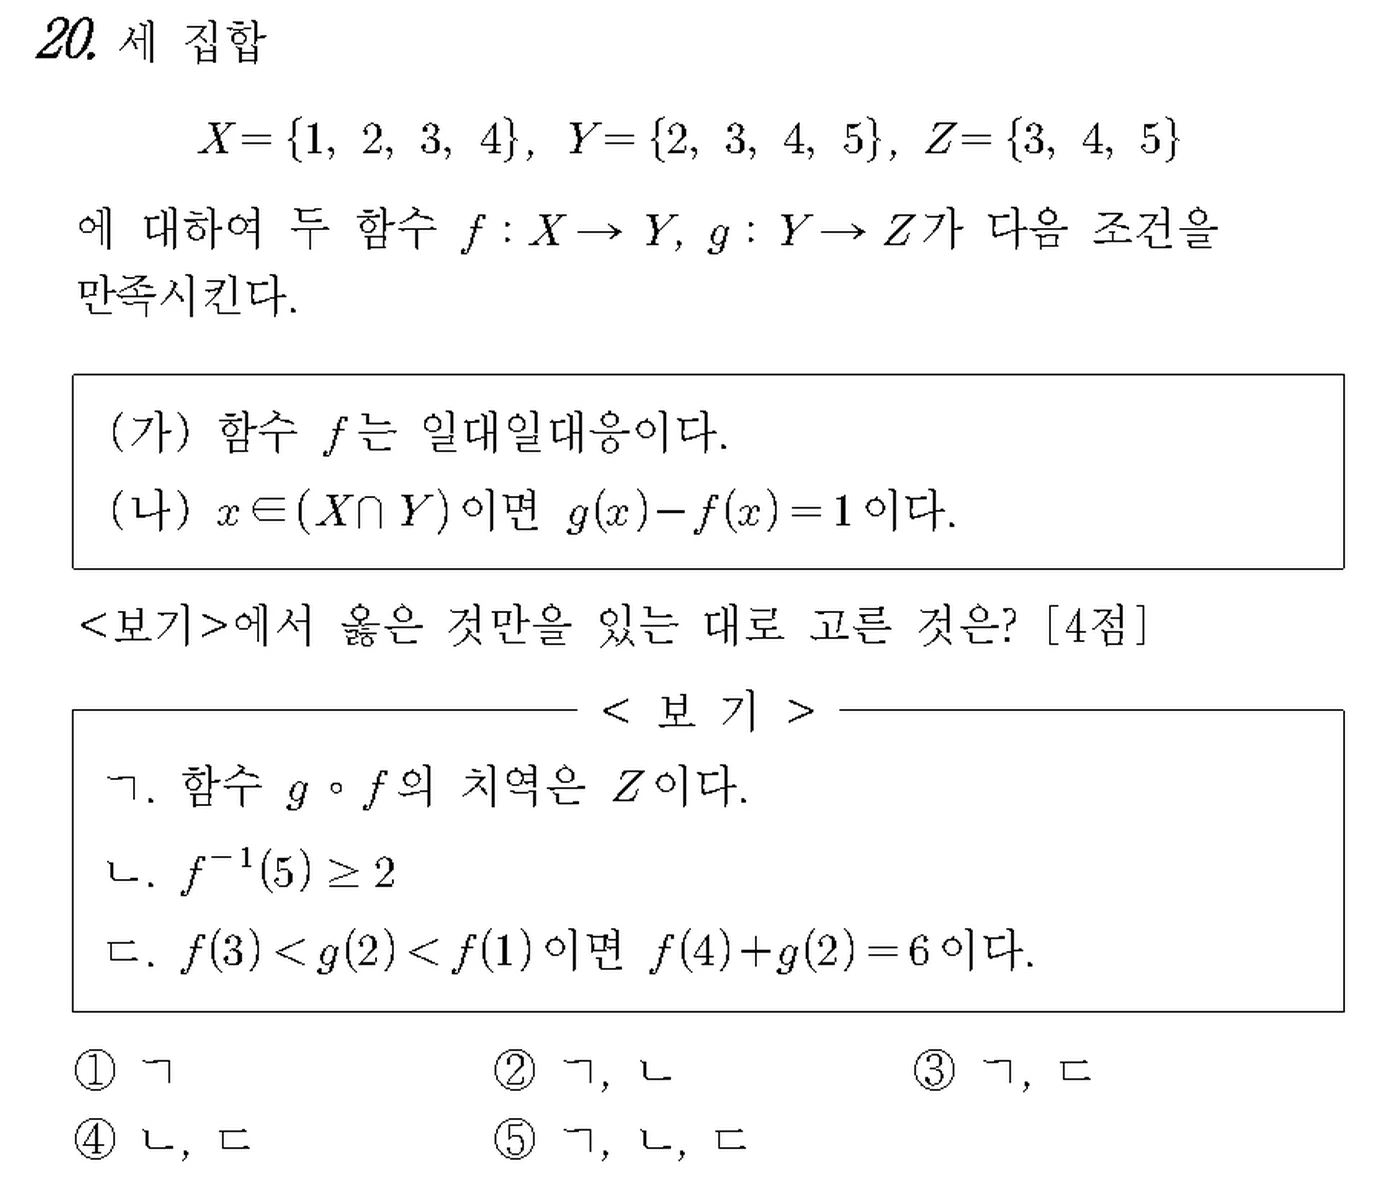 20. 세 집합
X={1, 2, 3, 4}, Y={2, 3, 4, 5}, Z={3, 4, 5}
에 대하여 두 함수 f : X→ Y, g : Y→ Z가 다음 조건을
만족시킨다.
(가) 함수 f는 일대일대응이다.
(나) x∈(X∩Y)이면 g(x)−f(x)=1이다.
<보기>에서 옳은 것만을 있는 대로 고른 것은? [4점]
< 보 기 >
ㄱ. 함수 g∘f의 치역은 Z이다.
ㄴ. f⁻¹(5)≥2
ㄷ. f(3)<g(2)<f(1)이면 f(4)+g(2)=6이다.
① ㄱ ② ㄱ, ㄴ ③ ㄱ, ㄷ
④ ㄴ, ㄷ ⑤ ㄱ, ㄴ, ㄷ